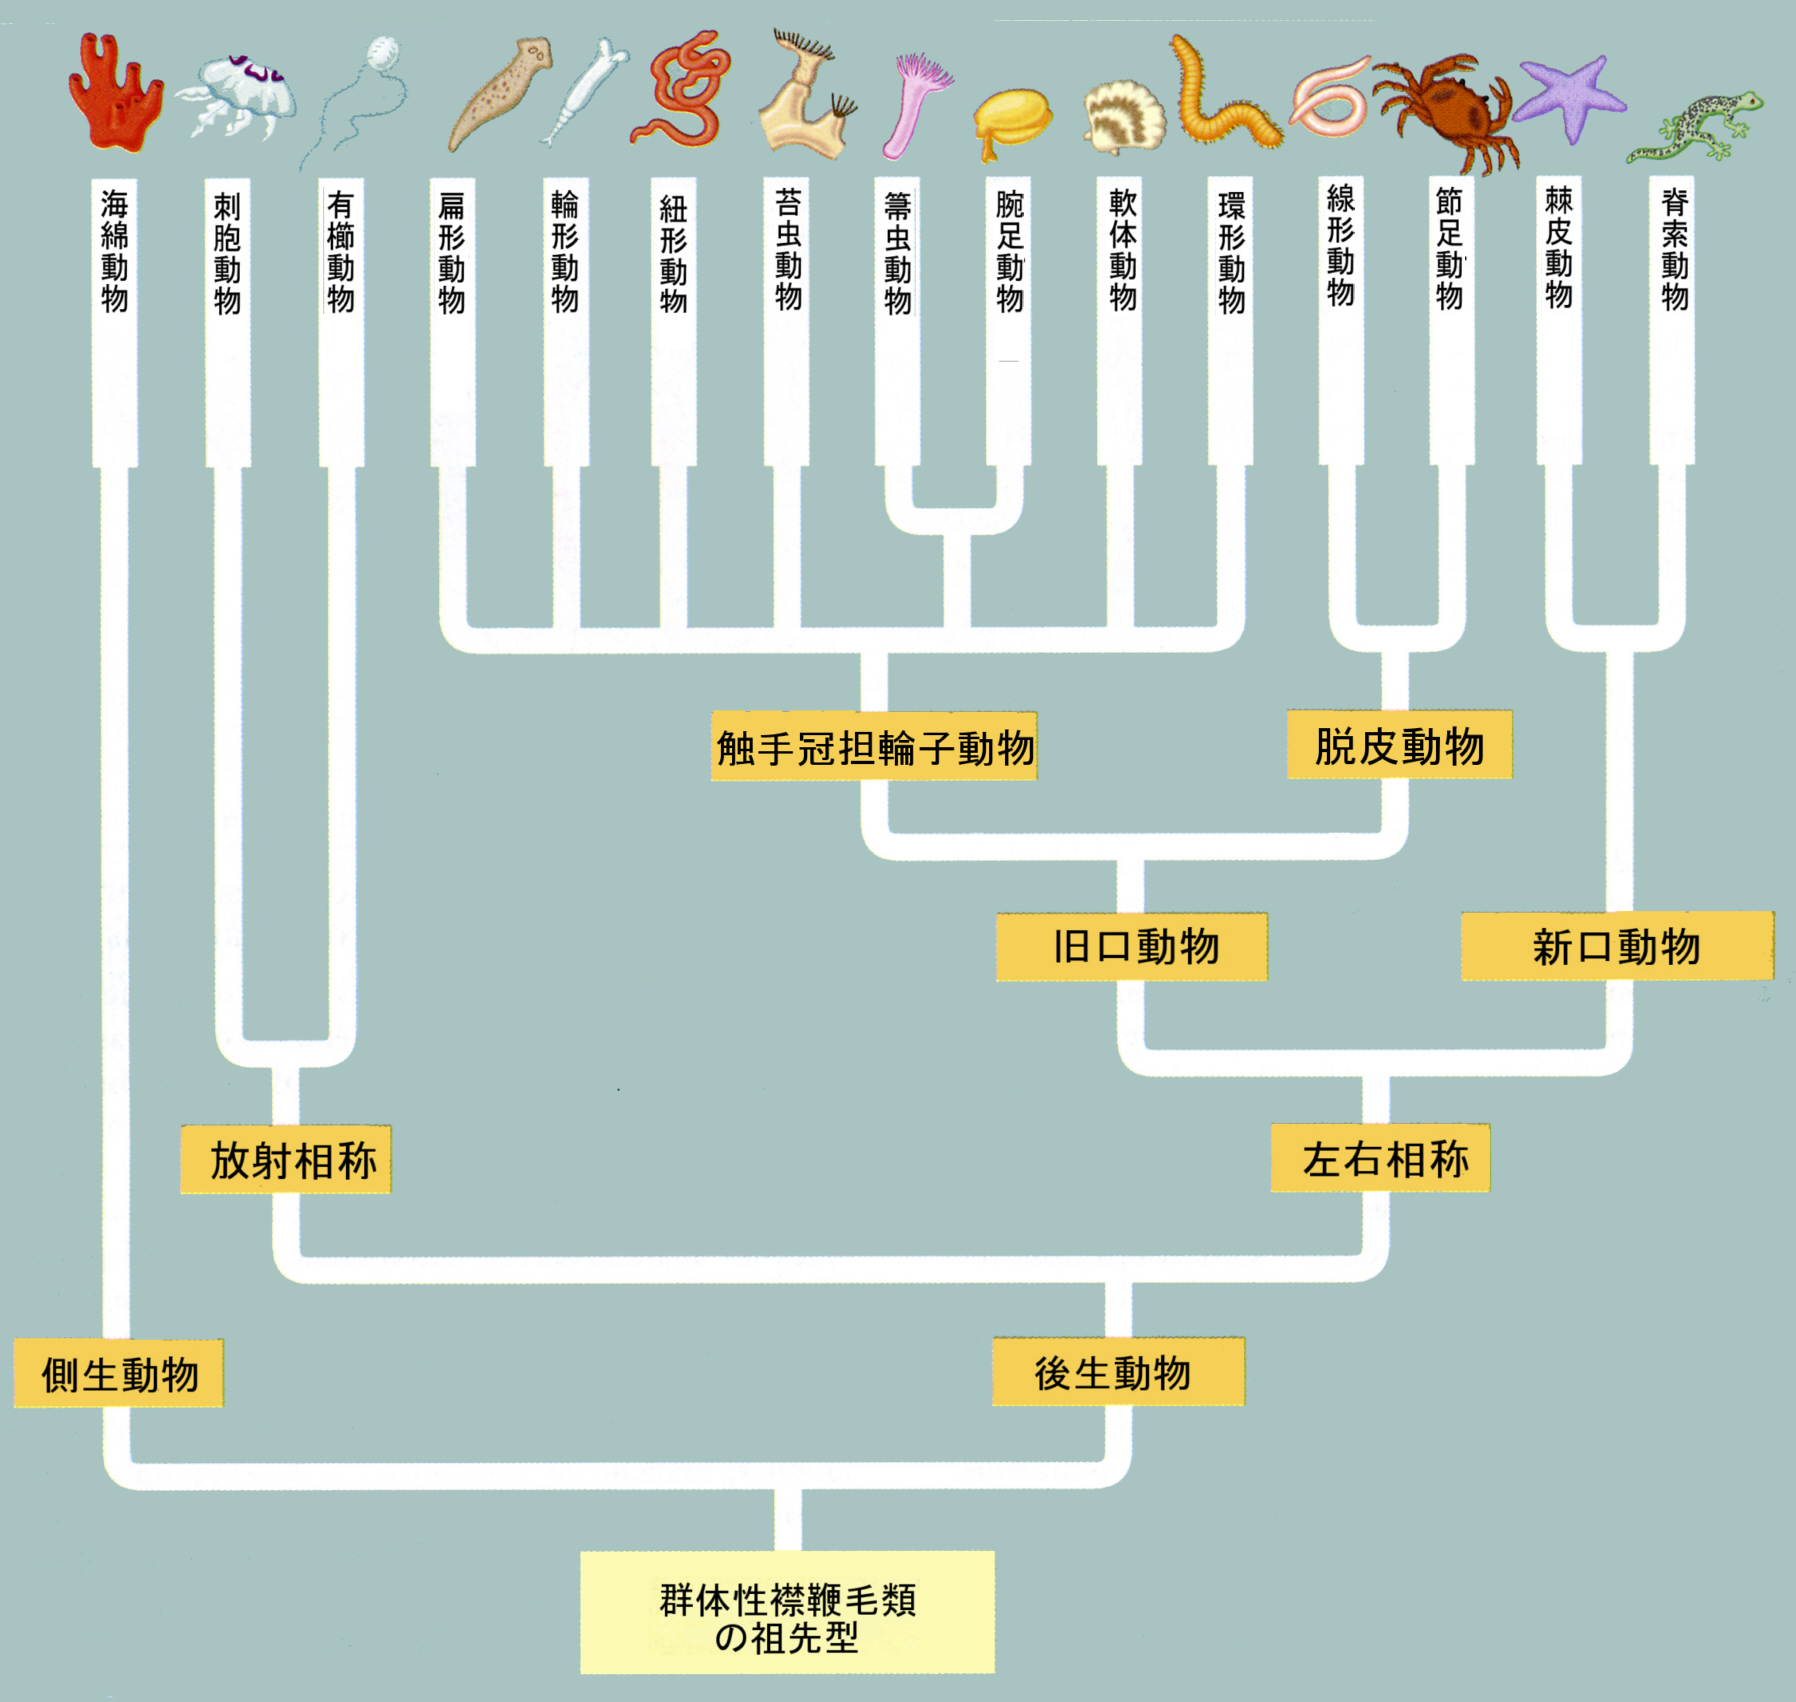 海綿動物
刺胞動物
有櫛動物
扁形動物
輪形動物
紐形動物
苔虫動物
箒虫動物
腕足動物
軟体動物
環形動物
線形動物
節足動物
棘皮動物
脊索動物
触手冠担輪子動物
脱皮動物
旧口動物
新口動物
放射相称
左右相称
側生動物
後生動物
群体性襟鞭毛類
の祖先型